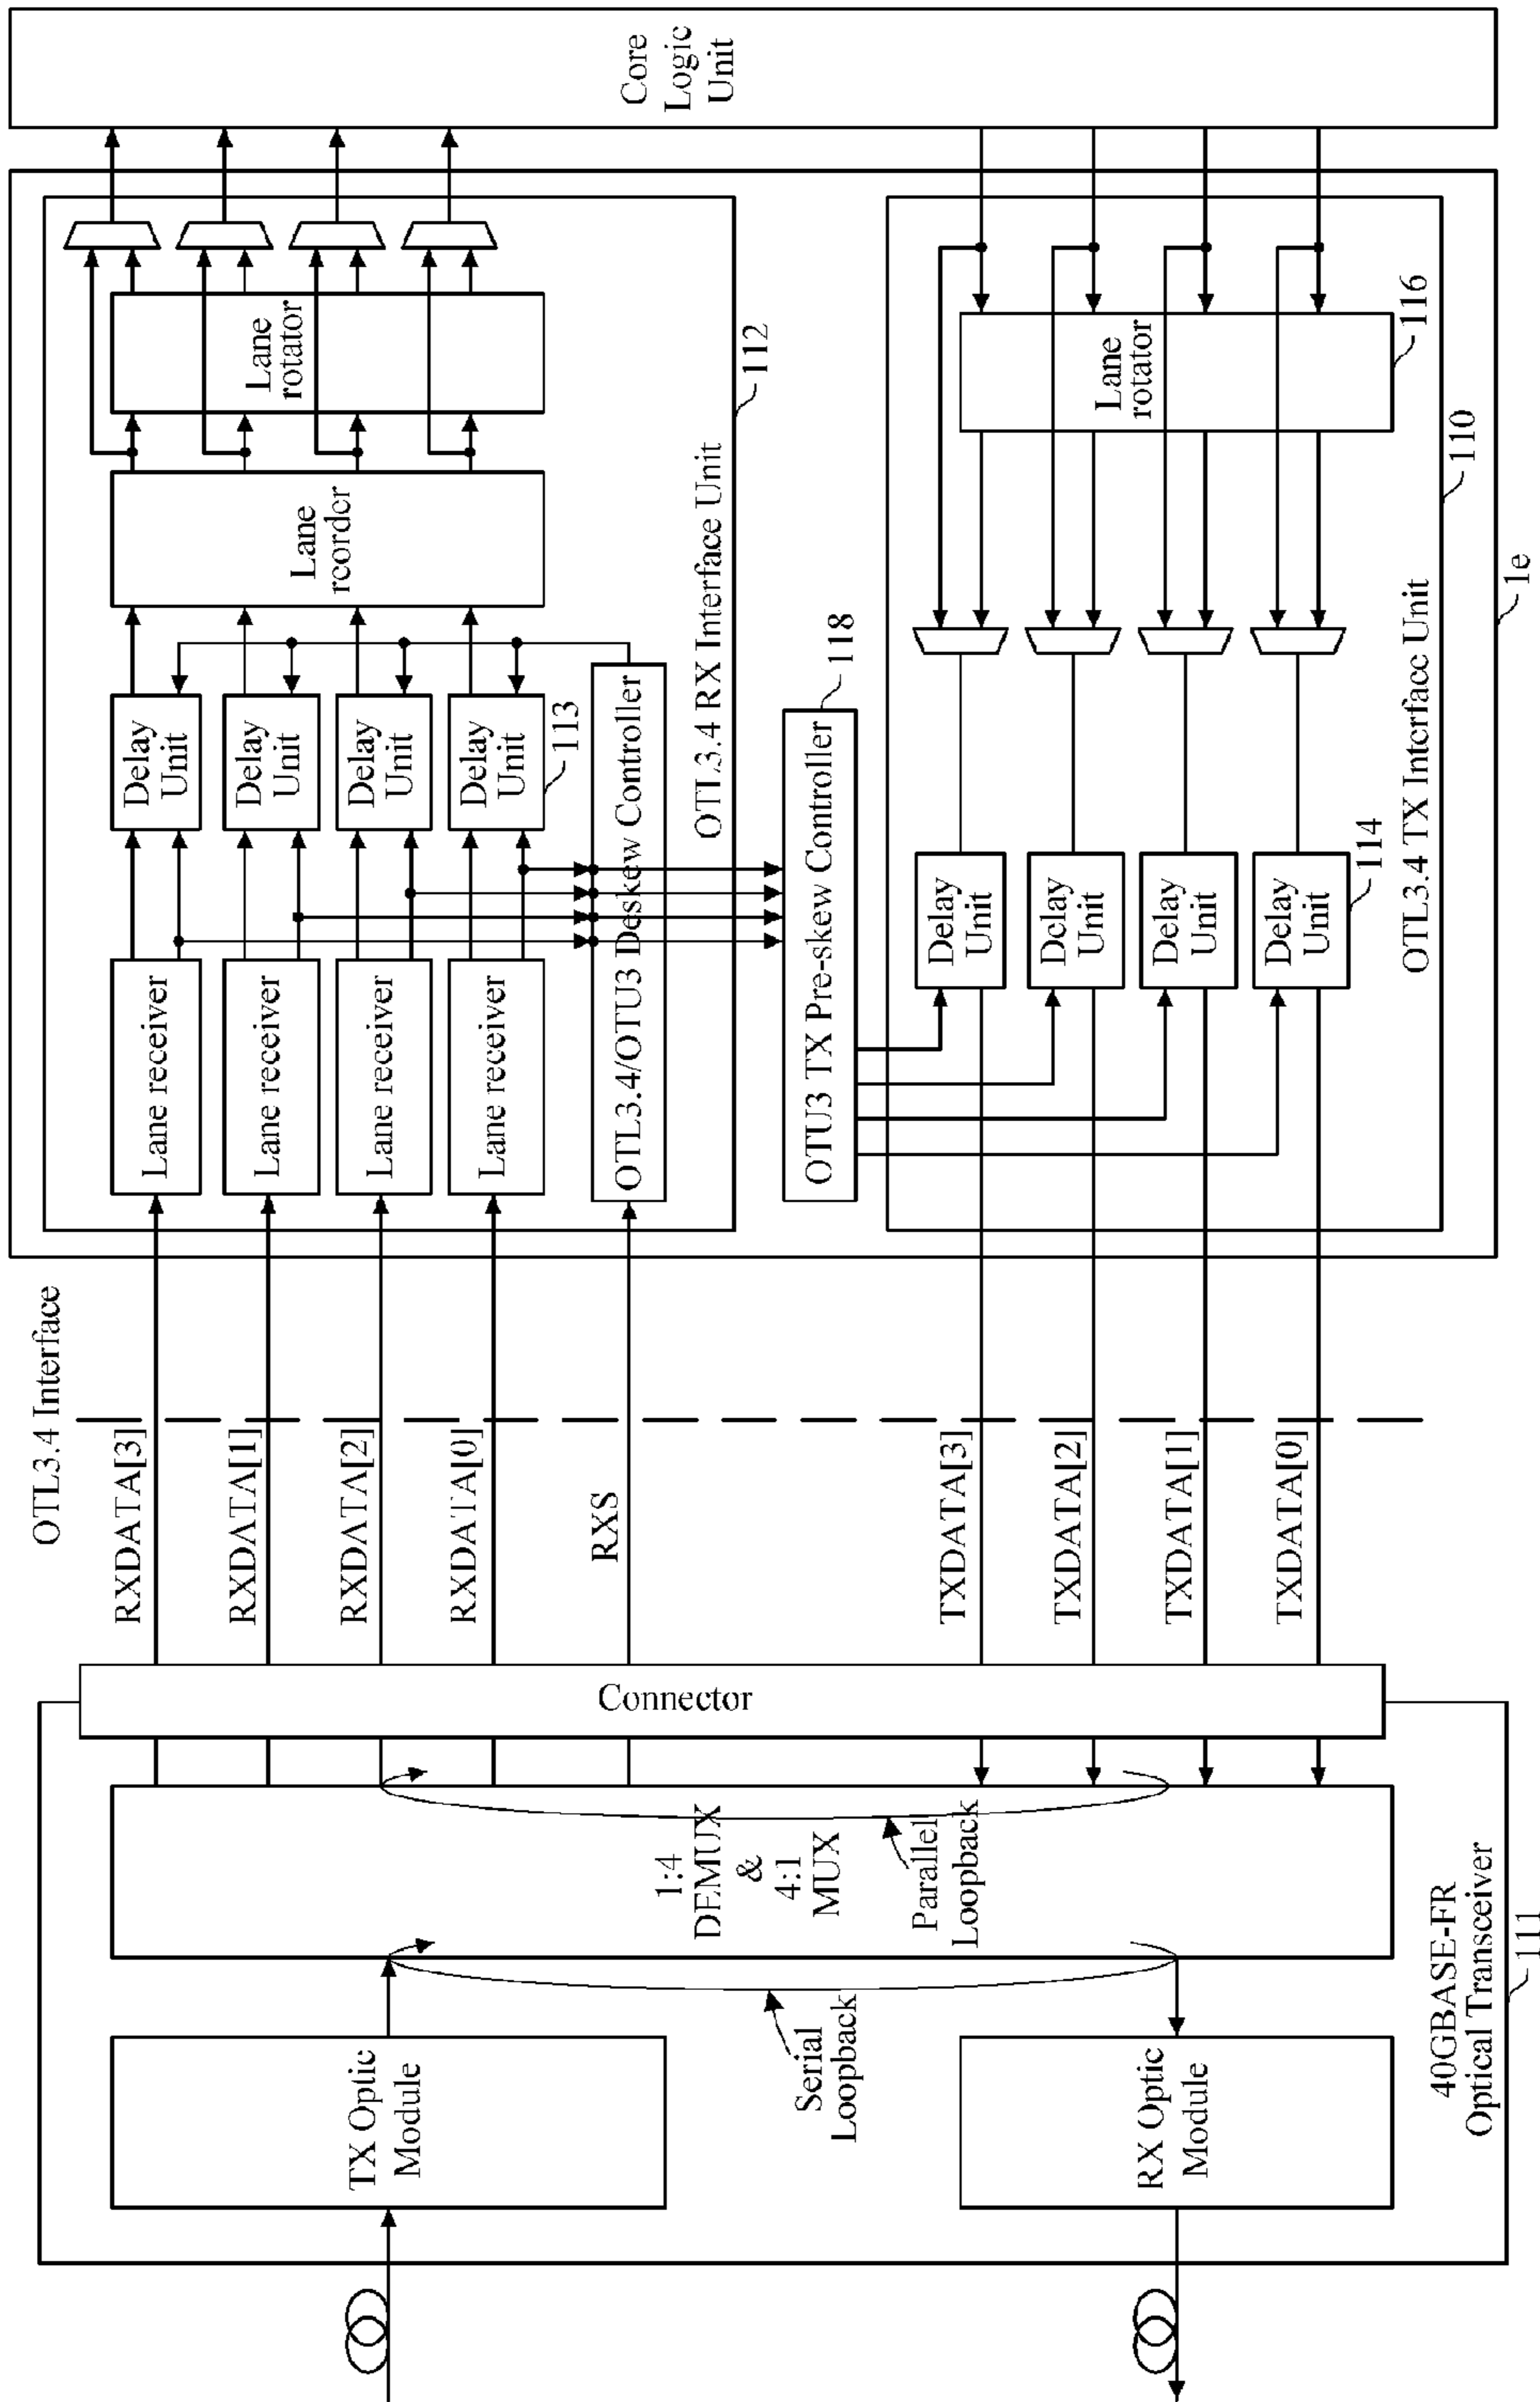 OTL3.4 Interface
Core
Logic
Unit
Lane
rotator
Lane
rcordcr
Delay
Unit
Delay
Unit
Delay
Unit
Delay
Unit
113
Lane receiver
Lane receiver
Lane receiver
Lane receiver
OTL3.4/OTU3 Deskew Controller
OTL3.4 RX Interface Unit
112
OTU3 TX Pre-skew Controller
118
Lane
rotator
116
Delay
Unit
Delay
Unit
Delay
Unit
Delay
Unit
114
OTL3.4 TX Interface Unit
110
1e
RXDATA[3]
RXDATA[1]
RXDATA[2]
RXDATA[0]
RXS
TXDATA[3]
TXDATA[2]
TXDATA[1]
TXDATA[0]
Connector
1:4
DEMUX
&
4:1
MUX
Parallel
Loopback
Serial
Loopback
TX Optic
Module
RX Optic
Module
40GBASE-FR
Optical Transceiver
111